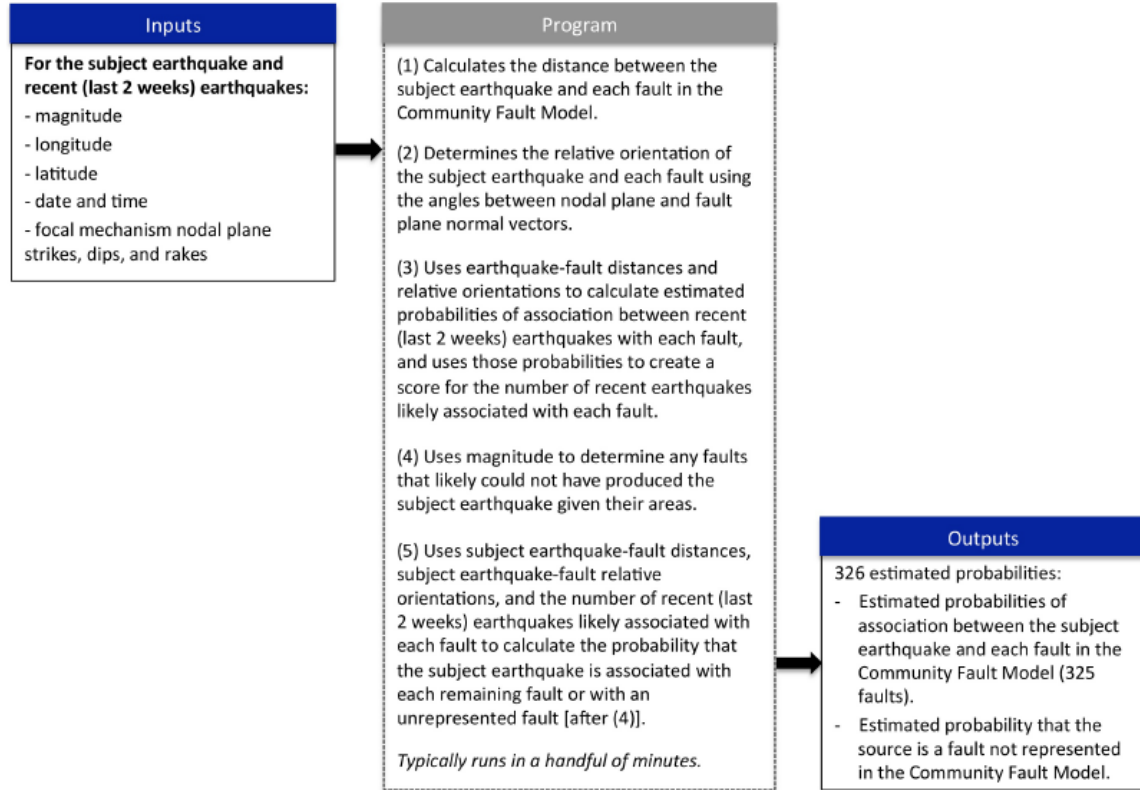 Inputs
For the subject earthquake and
recent (last 2 weeks) earthquakes:
- magnitude
- longitude
- latitude
- date and time
- focal mechanism nodal plane
strikes, dips, and rakes
Program
(1) Calculates the distance between the
subject earthquake and each fault in the
Community Fault Model.
(2) Determines the relative orientation of
the subject earthquake and each fault using
the angles between nodal plane and fault
plane normal vectors.
(3) Uses earthquake-fault distances and
relative orientations to calculate estimated
probabilities of association between recent
(last 2 weeks) earthquakes with each fault,
and uses those probabilities to create a
score for the number of recent earthquakes
likely associated with each fault.
(4) Uses magnitude to determine any faults
that likely could not have produced the
subject earthquake given their areas.
(5) Uses subject earthquake-fault distances,
subject earthquake-fault relative
orientations, and the number of recent (last
2 weeks) earthquakes likely associated with
each fault to calculate the probability that
the subject earthquake is associated with
each remaining fault or with an
unrepresented fault [after (4)].
Typically runs in a handful of minutes.
Outputs
326 estimated probabilities:
- Estimated probabilities of
association between the subject
earthquake and each fault in the
Community Fault Model (325
faults).
- Estimated probability that the
source is a fault not represented
in the Community Fault Model.